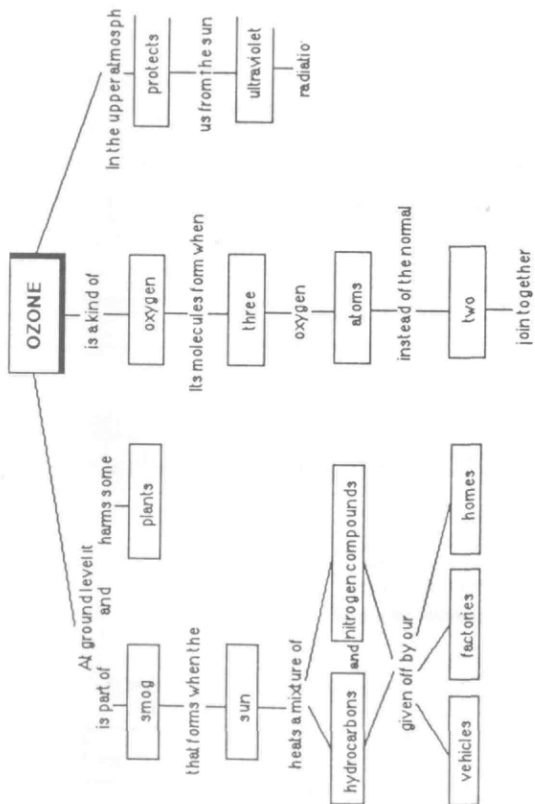 OZONE
At ground level it
is part of
and
harms some
smog
plants
that forms when the
sun
heats a mixture of
hydrocarbons
and
nitrogen compounds
given off by our
vehicles
factories
homes
is a kind of
oxygen
Its molecules form when
three
oxygen
atoms
instead of the normal
two
join together
In the upper atmosph
protects
us from the sun
ultraviolet
radiatio